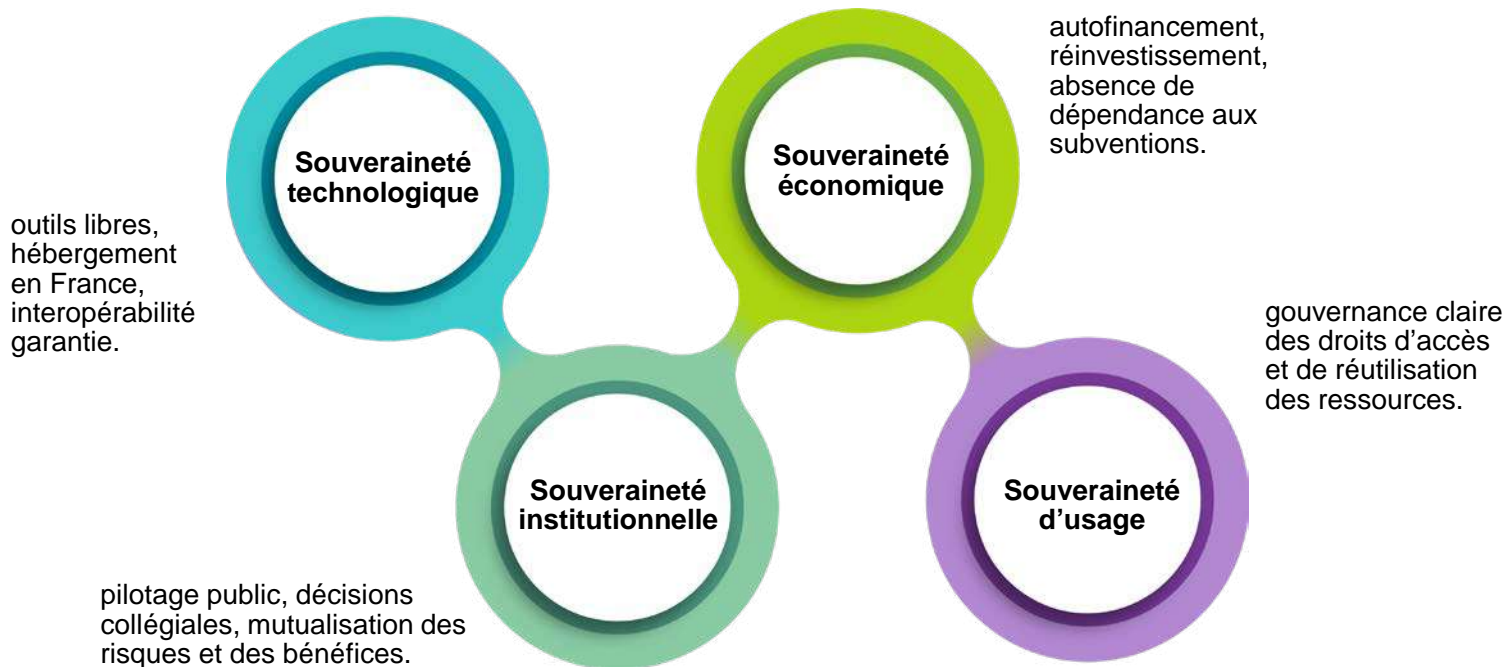 Souveraineté
technologique
outils libres,
hébergement
en France,
interopérabilité
garantie.
Souveraineté
institutionnelle
pilotage public, décisions
collégiales, mutualisation des
risques et des bénéfices.
Souveraineté
économique
autofinancement,
réinvestissement,
absence de
dépendance aux
subventions.
Souveraineté
d’usage
gouvernance claire
des droits d’accès
et de réutilisation
des ressources.